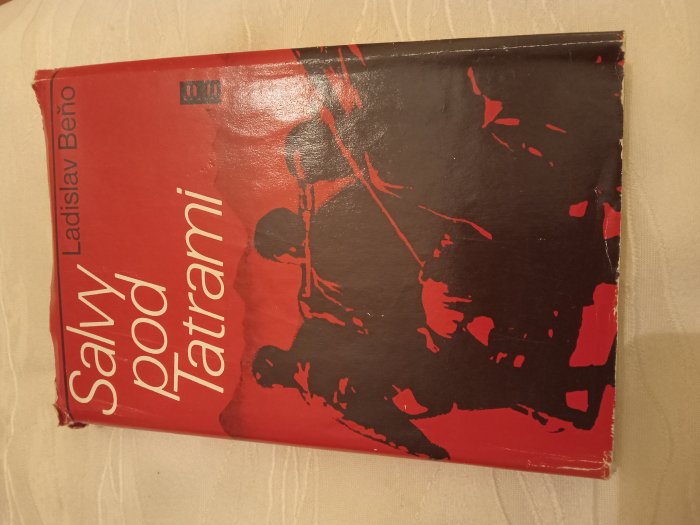 Ladislav Beňo
Salvy
pod
Tatrami